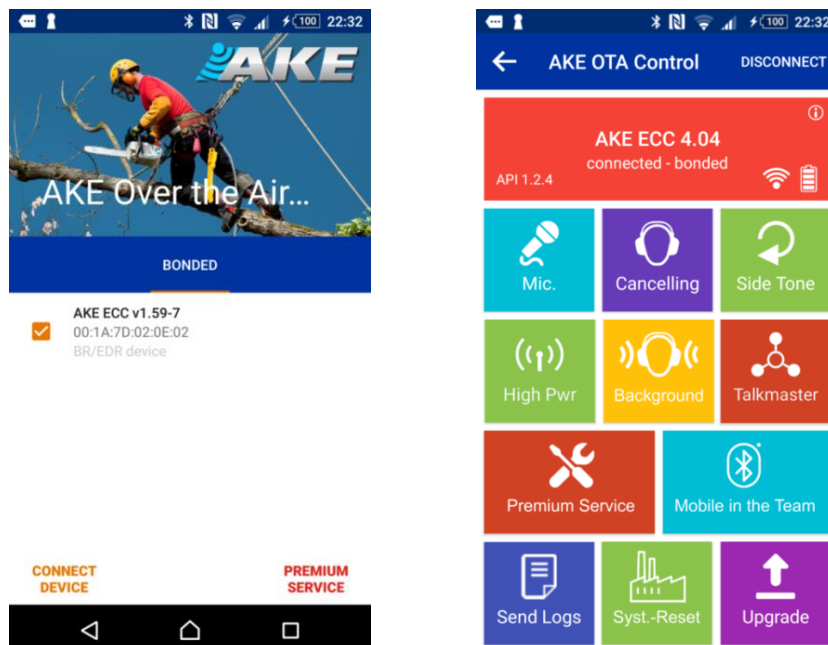 100 22:32
AKE
AKE Over the Air...
BONDED
AKE ECC v1.59-7
00:1A:7D:02:0E:02
BR/EDR device
CONNECT
DEVICE
PREMIUM
SERVICE
100 22:32
AKE OTA Control
DISCONNECT
AKE ECC 4.04
connected - bonded
API 1.2.4
Mic.
Cancelling
Side Tone
High Pwr
Background
Talkmaster
Premium Service
Mobile in the Team
Send Logs
Syst.-Reset
Upgrade